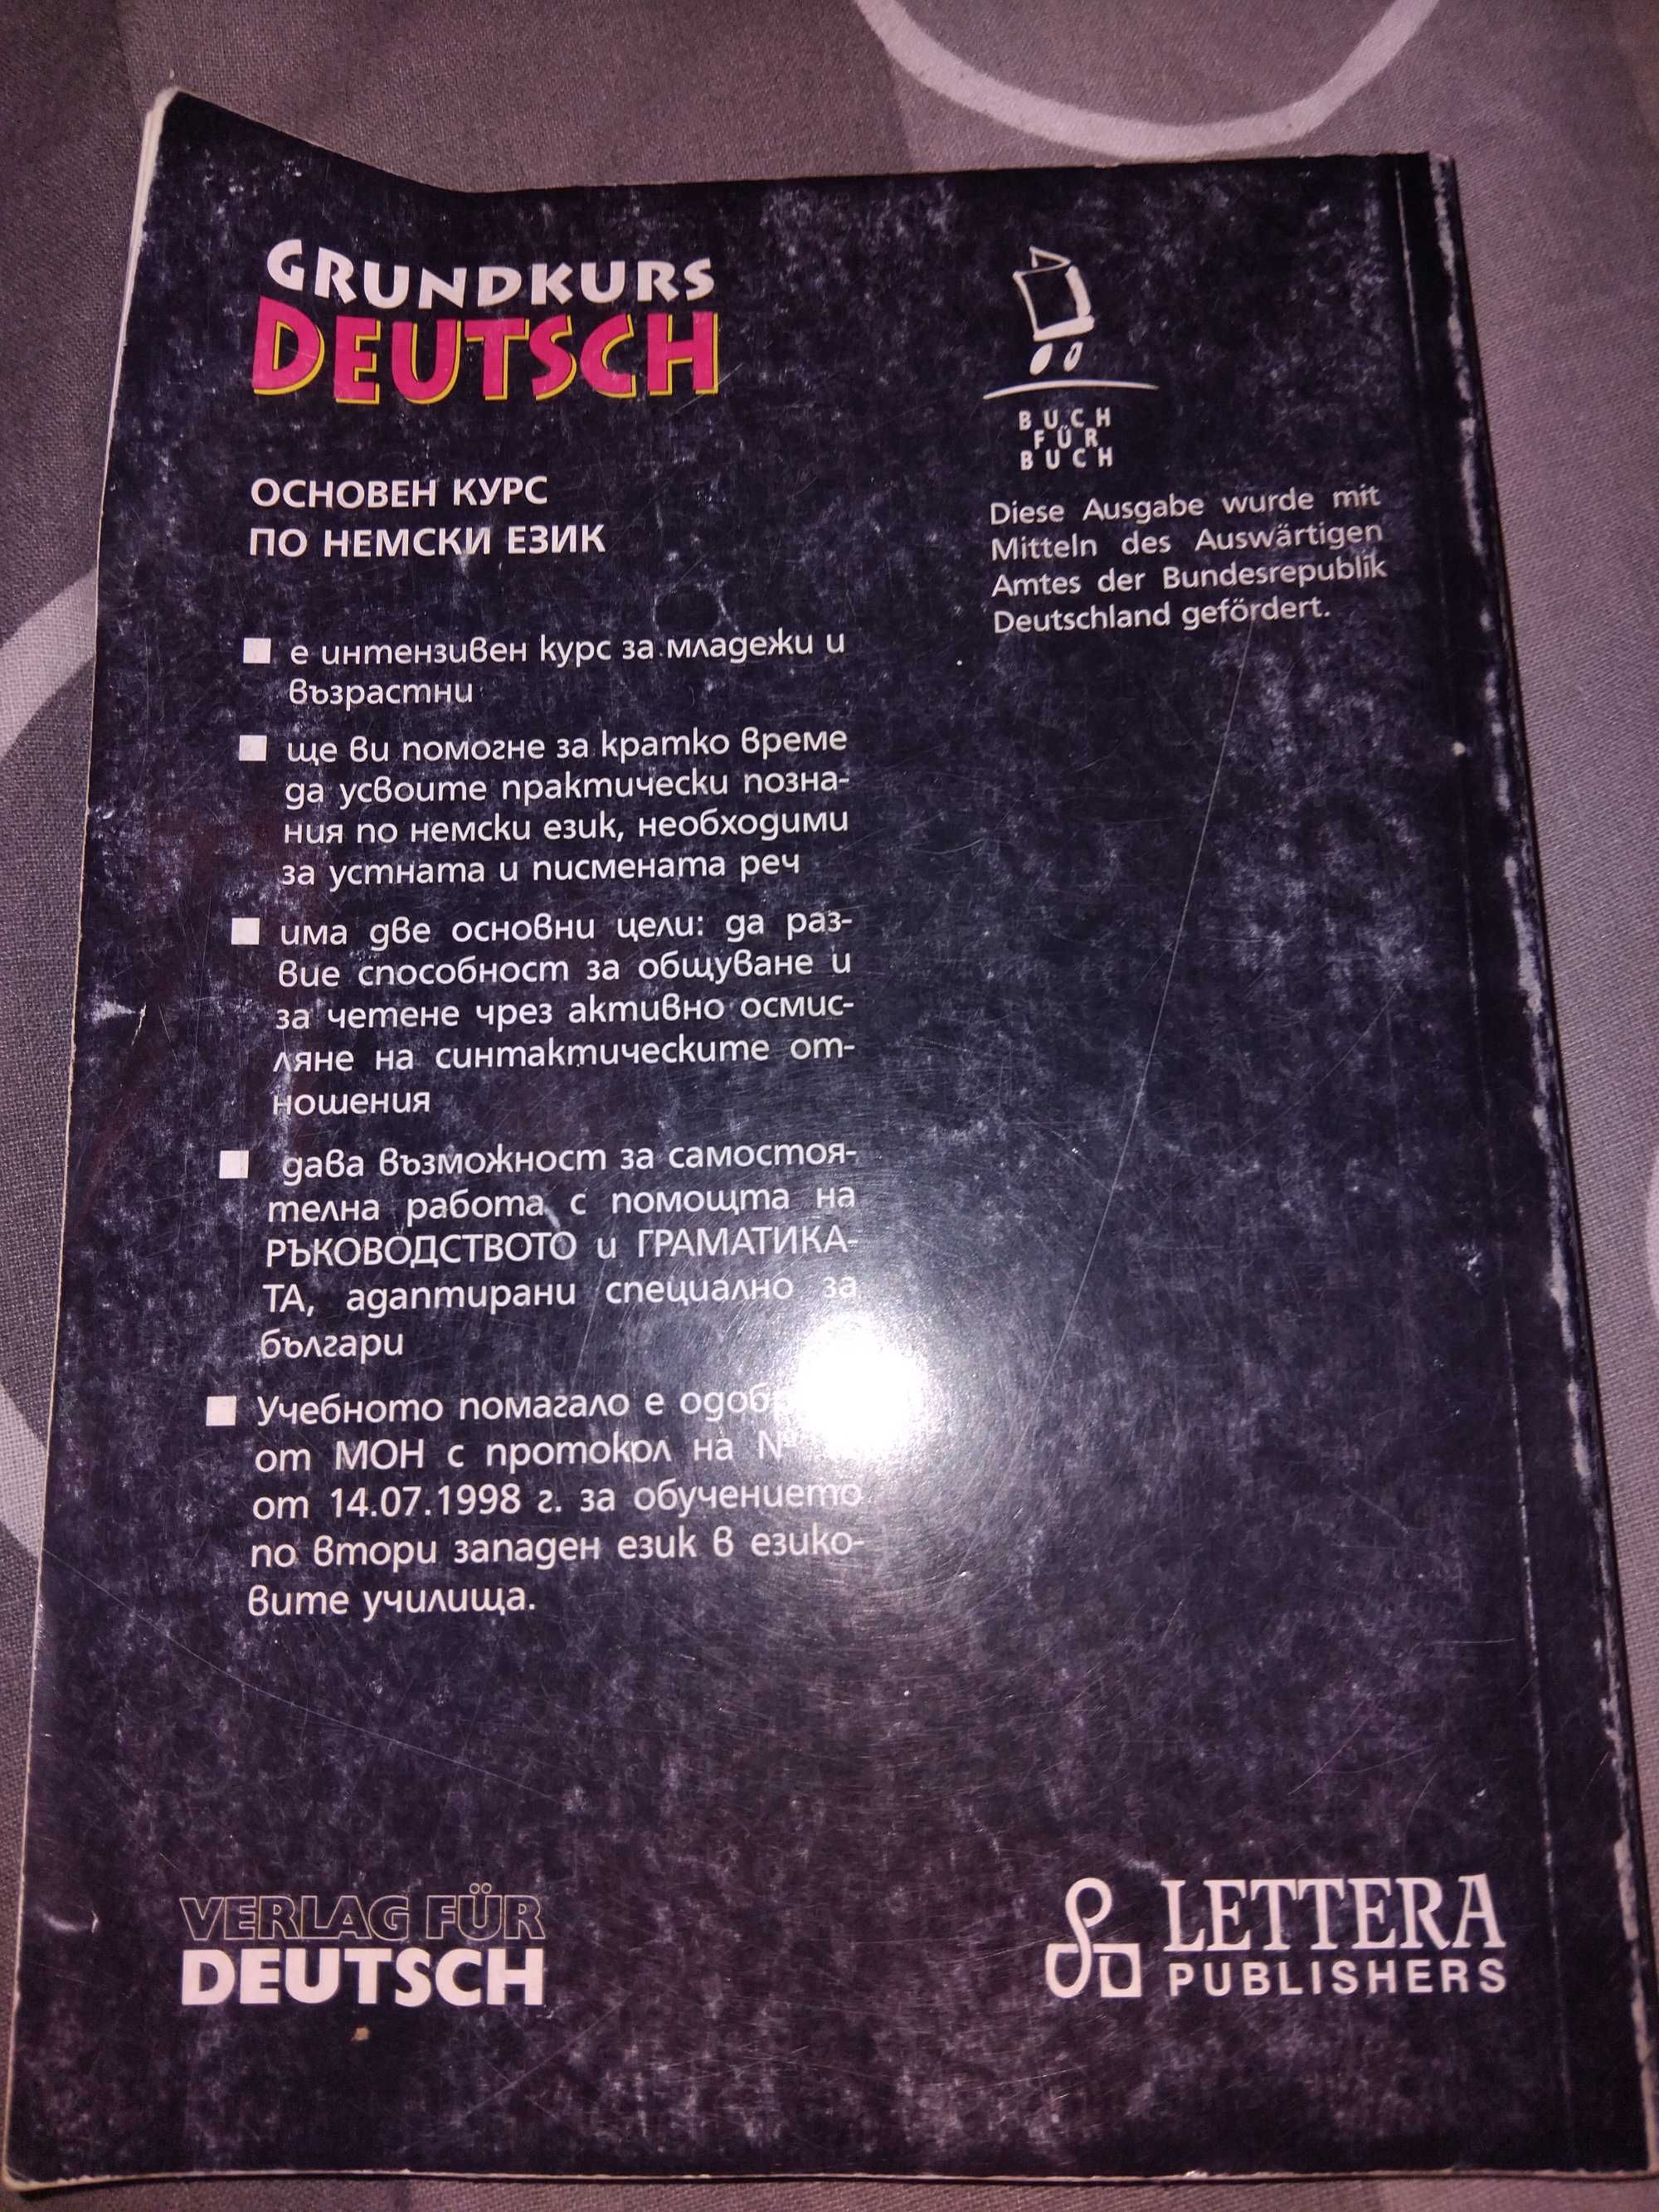 GRUNDKURS
DEUTSCH
ОСНОВЕН КУРС
ПО НЕМСКИ ЕЗИК
■ е интензивен курс за младежи и
възрастни
■ ще ви помогне за кратко време
да усвоите практически позна-
ния по немски език, необходими
за устната и писмената реч
■ има две основни цели: да раз-
вие способност за общуване и
за четене чрез активно осмис-
ляне на синтактическите от-
ношения
■ дава възможност за самостоя-
телна работа с помощта на
РЪКОВОДСТВОТО и ГРАМАТИКА-
ТА, адаптирани специално за
българи
■ Учебното помагало е
от МОН с протокол на №
от 14.07.1998 г. за обучението
по втори западен език в езико-
вите училища.
BUCH
FÜR
BUCH
Diese Ausgabe wurde mit
Mitteln des Auswärtigen
Amtes der Bundesrepublik
Deutschland gefördert.
VERLAG FÜR
DEUTSCH
LETTERA
PUBLISHERS